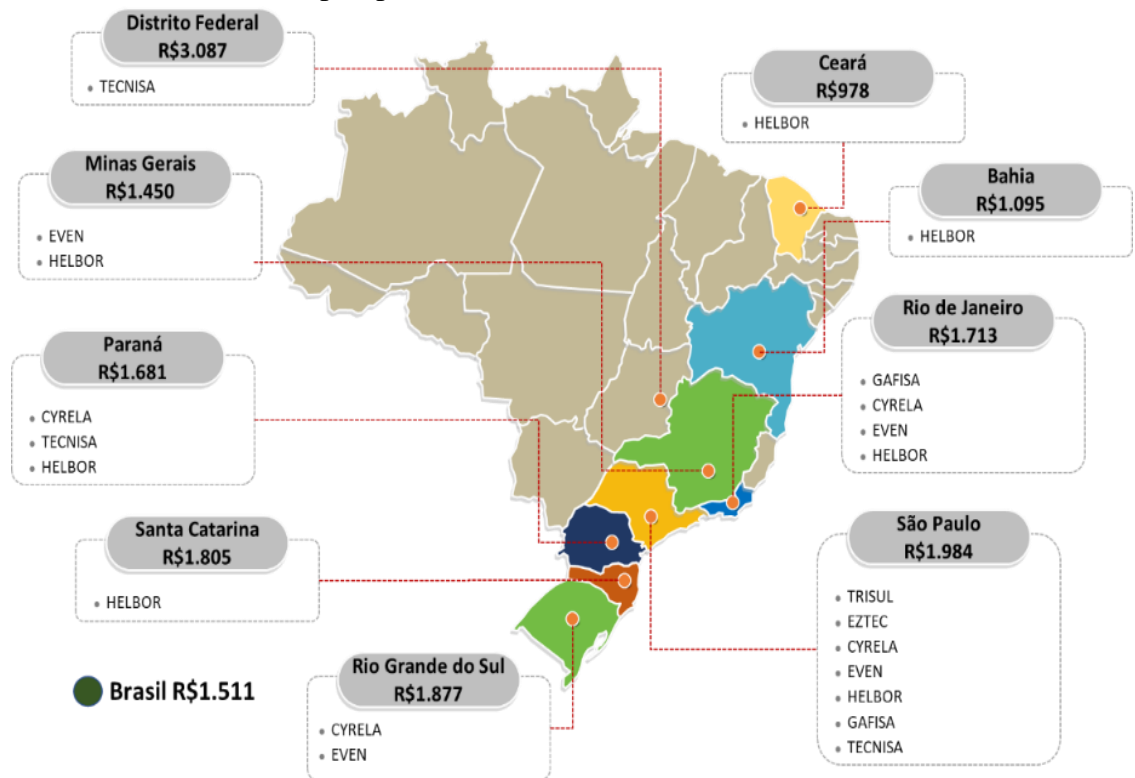 Distrito Federal
R$3.087
• TECNISA
Ceará
R$978
• HELBOR
Minas Gerais
R$1.450
• EVEN
• HELBOR
Bahia
R$1.095
• HELBOR
Rio de Janeiro
R$1.713
• GAFISA
• CYRELA
• EVEN
• HELBOR
Paraná
R$1.681
• CYRELA
• TECNISA
• HELBOR
Santa Catarina
R$1.805
• HELBOR
São Paulo
R$1.984
• TRISUL
• EZTEC
• CYRELA
• EVEN
• HELBOR
• GAFISA
• TECNISA
Rio Grande do Sul
R$1.877
• CYRELA
• EVEN
Brasil R$1.511